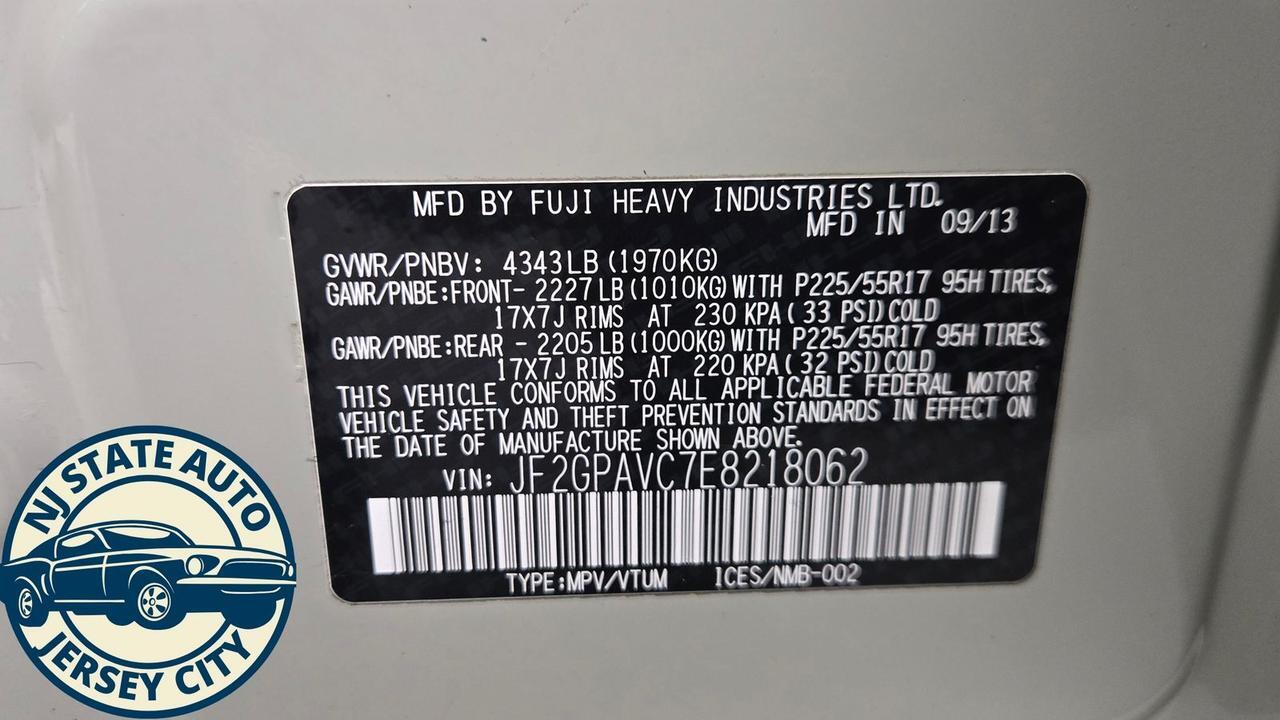 MFD BY FUJI HEAVY INDUSTRIES LTD.
MFD IN 09/13
GVWR/PNBV: 4343LB (1970KG)
GAWR/PNBE:FRONT- 2227LB (1010KG) WITH P225/55R17 95H TIRES,
17X7J RIMS AT 230 KPA (33 PSI) COLD
GAWR/PNBE:REAR - 2205LB (1000KG) WITH P225/55R17 95H TIRES,
17X7J RIMS AT 220 KPA (32 PSI) COLD
THIS VEHICLE CONFORMS TO ALL APPLICABLE FEDERAL MOTOR
VEHICLE SAFETY AND THEFT PREVENTION STANDARDS IN EFFECT ON
THE DATE OF MANUFACTURE SHOWN ABOVE.
VIN: JF2GPAVC7E8218062
TYPE:MPV/VTUM ICES/NMB-002
NJ STATE AUTO
JERSEY CITY